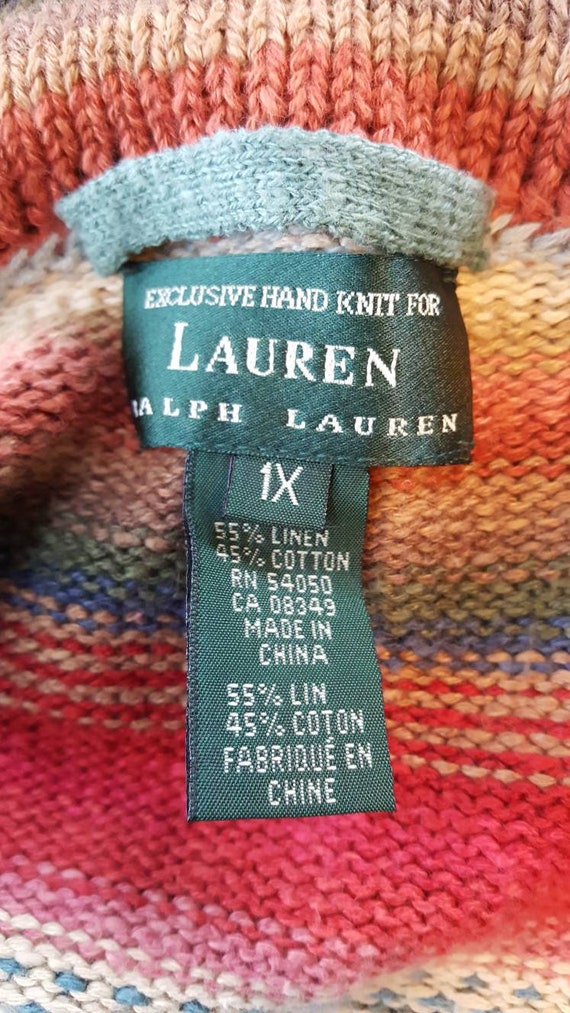 EXCLUSIVE HAND KNIT FOR
LAUREN
RALPH LAUREN
1X
55% LINEN
45% COTTON
RN 54050
CA 08349
MADE IN
CHINA
55% LIN
45% COTON
FABRIQUÉ EN
CHINE